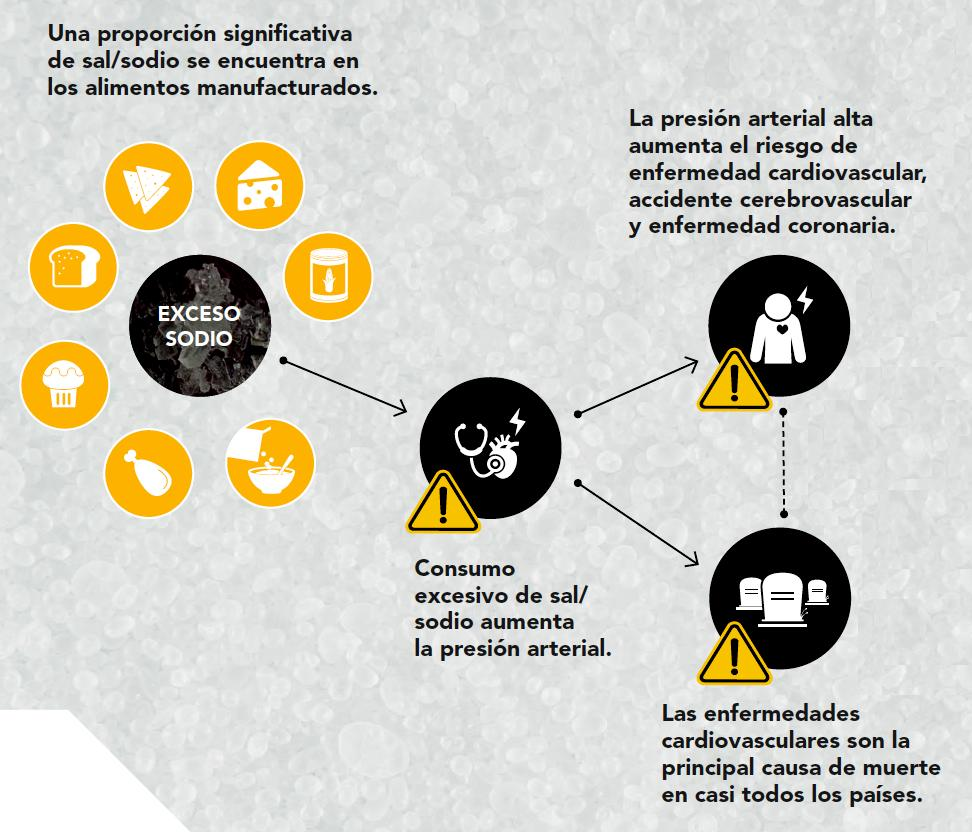 Una proporción significativa
de sal/sodio se encuentra en
los alimentos manufacturados.
La presión arterial alta
aumenta el riesgo de
enfermedad cardiovascular,
accidente cerebrovascular
y enfermedad coronaria.
EXCESO
SODIO
Consumo
excesivo de sal/
sodio aumenta
la presión arterial.
Las enfermedades
cardiovasculares son la
principal causa de muerte
en casi todos los países.